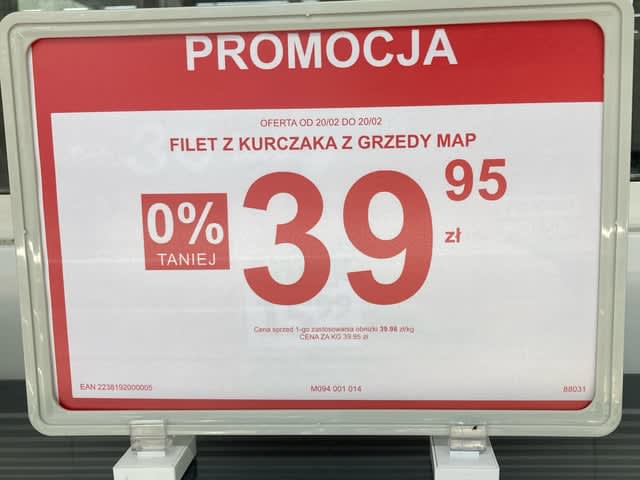 PROMOCJA
OFERTA OD 20/02 DO 20/02
FILET Z KURCZAKA Z GRZEDY MAP
0%
TANIEJ
39 95
zł
Cena sprzed 1-go zastosowania obniżki 39.96 zł/kg
CENA ZA KG 39.95 zł
EAN 2238192000005 M094 001 014 88031